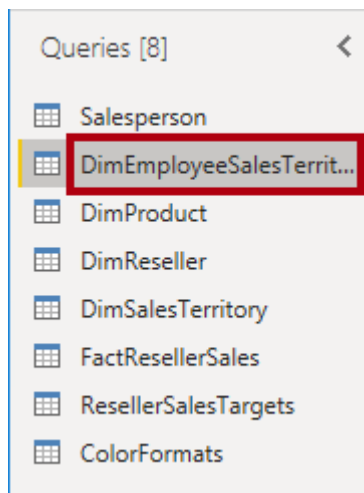 Queries [8]
Salesperson
DimEmployeeSalesTerrit...
DimProduct
DimReseller
DimSalesTerritory
FactResellerSales
ResellerSalesTargets
ColorFormats